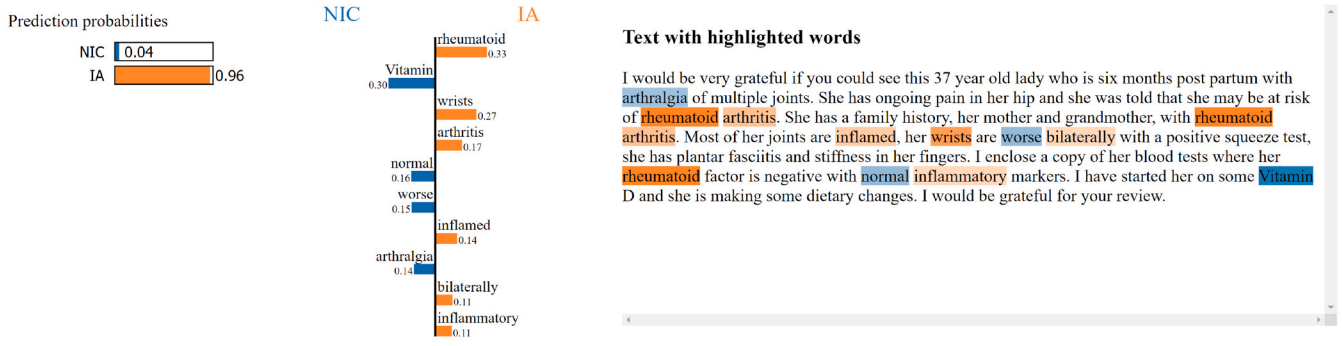 Prediction probabilities
NIC 0.04
IA 0.96
NIC IA
rheumatoid
0.33
Vitamin
0.30
wrists
0.27
arthritis
0.17
normal
0.16
worse
0.15
inflamed
0.14
arthralgia
0.14
bilaterally
0.11
inflammatory
0.11
Text with highlighted words
I would be very grateful if you could see this 37 year old lady who is six months post partum with
arthralgia of multiple joints. She has ongoing pain in her hip and she was told that she may be at risk
of rheumatoid arthritis. She has a family history, her mother and grandmother, with rheumatoid
arthritis. Most of her joints are inflamed, her wrists are worse bilaterally with a positive squeeze test,
she has plantar fasciitis and stiffness in her fingers. I enclose a copy of her blood tests where her
rheumatoid factor is negative with normal inflammatory markers. I have started her on some Vitamin
D and she is making some dietary changes. I would be grateful for your review.